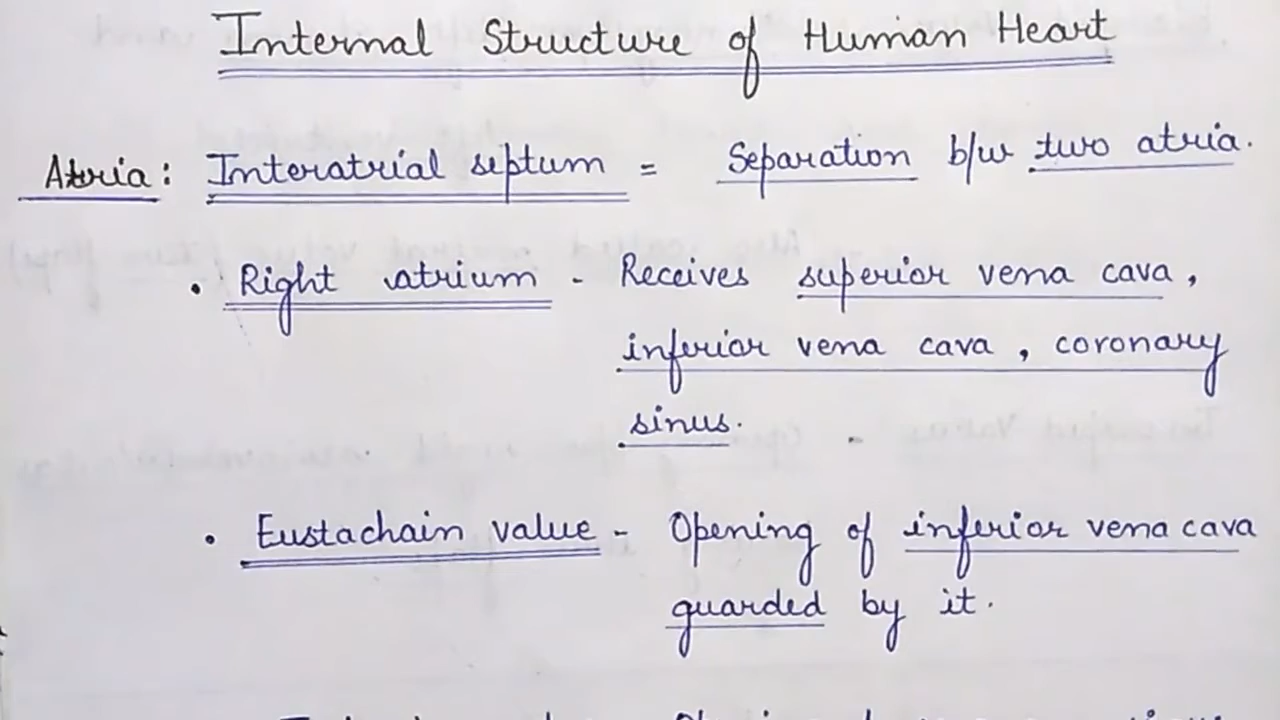 Internal Structure of Human Heart
Atria : Interatrial septum = Separation b/w two atria.
• Right atrium - Receives superior vena cava,
inferior vena cava, coronary
sinus.
• Eustachain value - Opening of inferior vena cava
guarded by it.